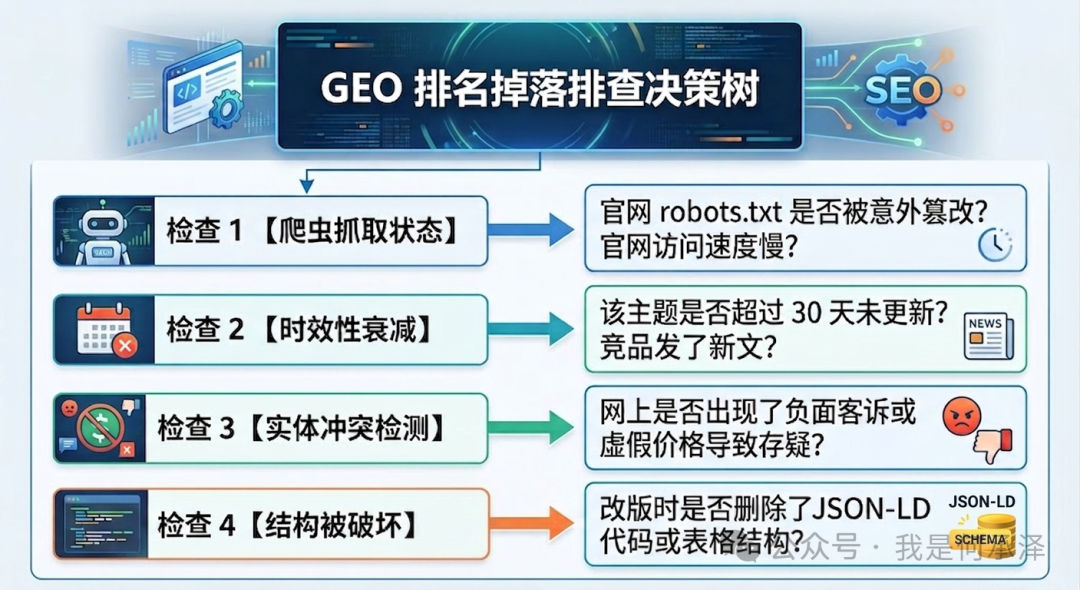 GEO 排名掉落排查决策树
SEO
检查 1 【爬虫抓取状态】
官网 robots.txt 是否被意外篡改?
官网访问速度慢?
检查 2 【时效性衰减】
该主题是否超过 30 天未更新?
竞品发了新文?
NEWS
检查 3 【实体冲突检测】
网上是否出现了负面客诉或
虚假价格导致存疑?
检查 4 【结构被破坏】
改版时是否删除了JSON-LD
代码或表格结构?
JSON-LD
SCHEMA
公众号 · 我是何承泽